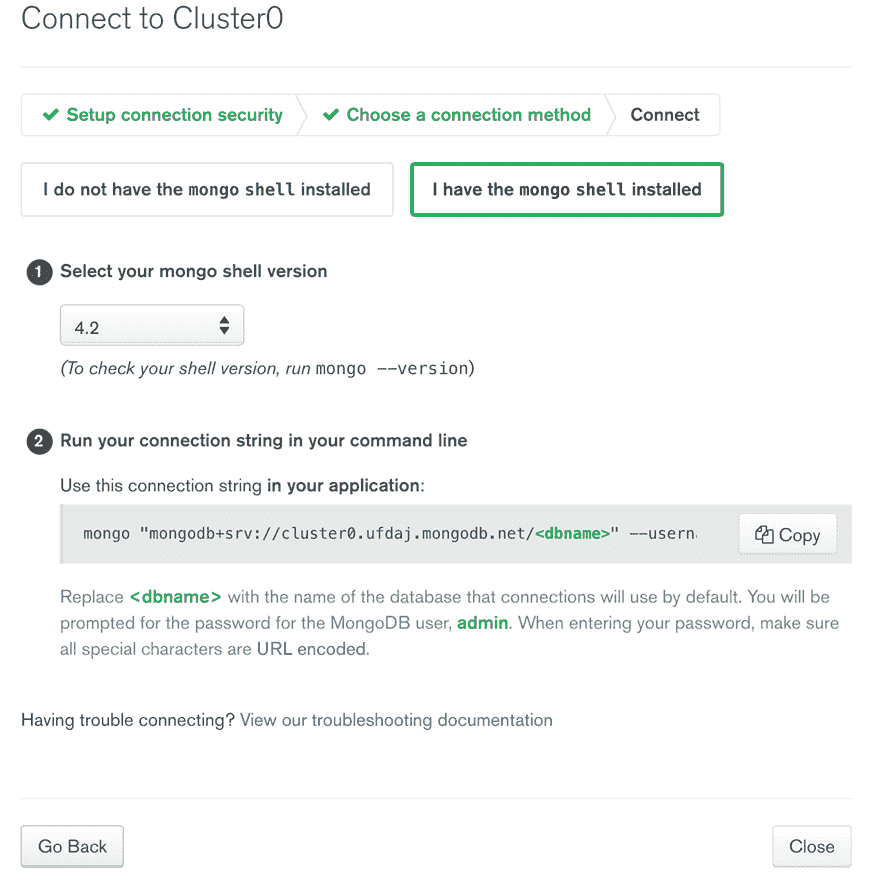 Connect to Cluster0
Setup connection security
Choose a connection method
Connect
I do not have the mongo shell installed
I have the mongo shell installed
1 Select your mongo shell version
4.2
(To check your shell version, run mongo --version)
2 Run your connection string in your command line
Use this connection string in your application:
mongo "mongodb+srv://cluster0.ufdaj.mongodb.net/<dbname>" --usern
Copy
Replace <dbname> with the name of the database that connections will use by default. You will be
prompted for the password for the MongoDB user, admin. When entering your password, make sure
all special characters are URL encoded.
Having trouble connecting? View our troubleshooting documentation
Go Back
Close